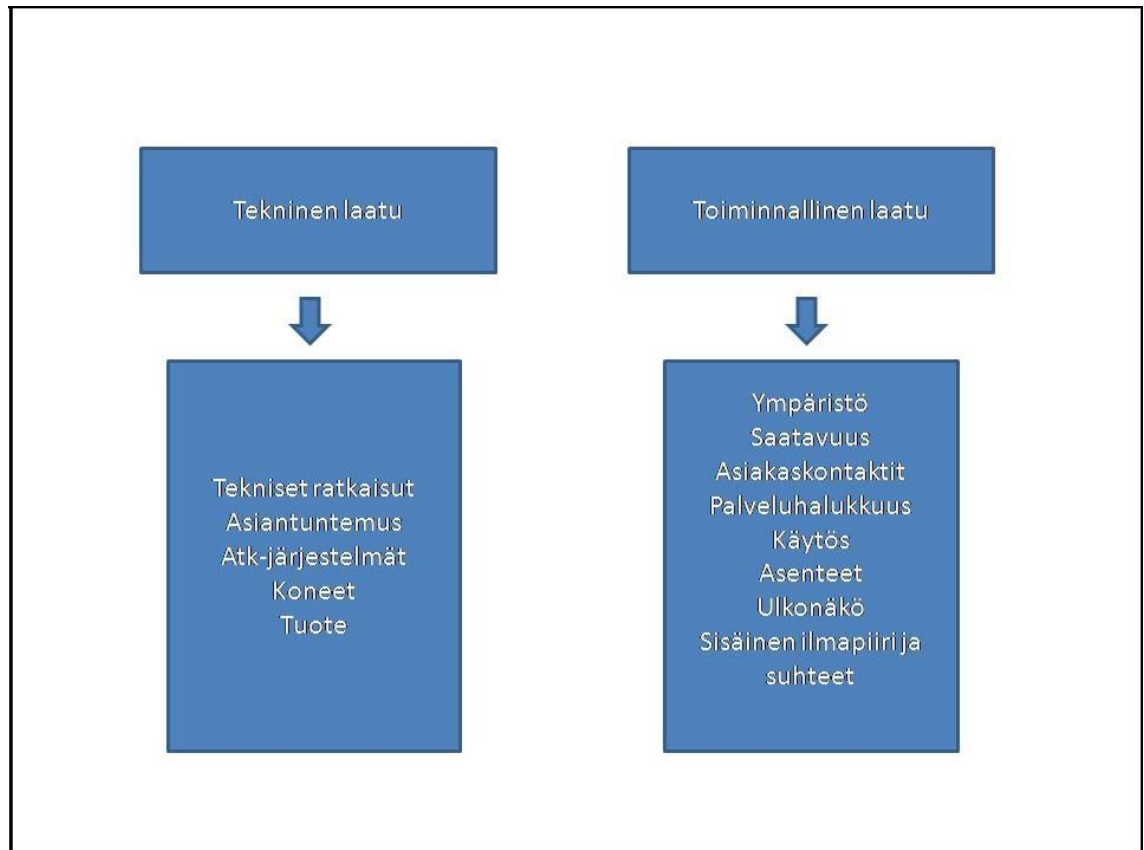 Tekninen laatu
Toiminnallinen laatu
Tekniset ratkaisut
Asiantuntemus
Atk-järjestelmät
Koneet
Tuote
Ympäristö
Saatavuus
Asiakaskontaktit
Palveluhalukkuus
Käytös
Asenteet
Ulkonäkö
Sisäinen ilmapiiri ja
suhteet